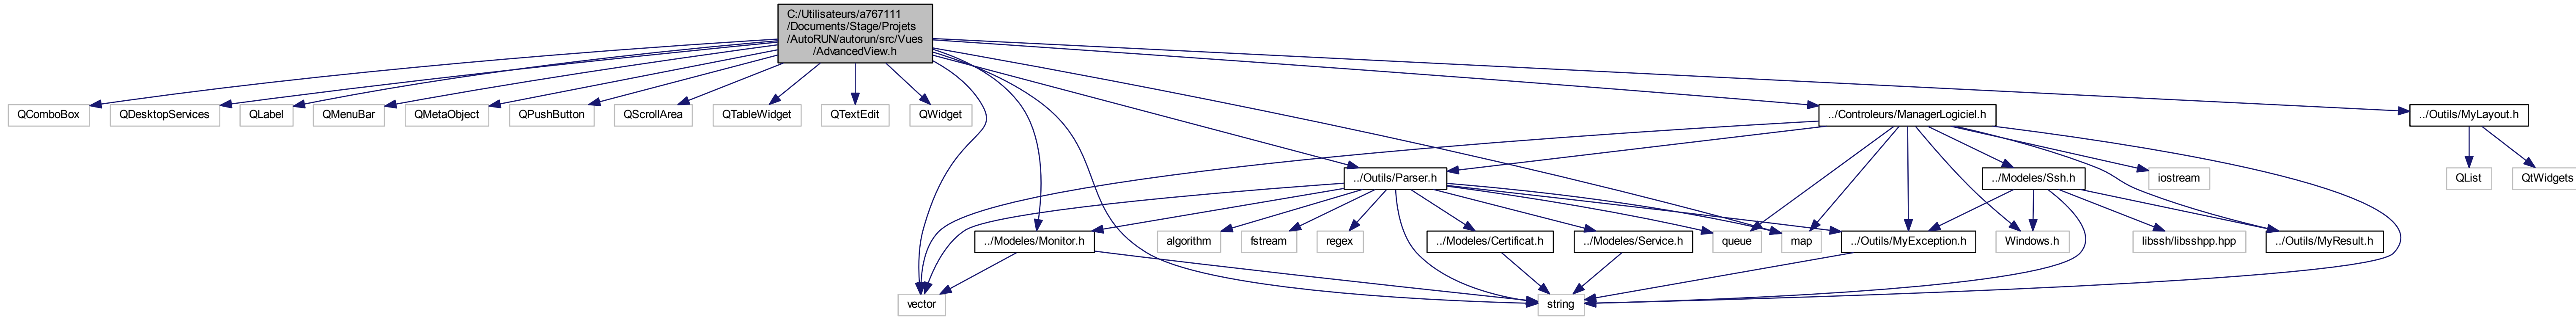 C:/Utilisateurs/a767111
/Documents/Stage/Projets
/AutoRUN/autorun/src/Vues
/AdvancedView.h
QComboBox
QDesktopServices
QLabel
QMenuBar
QMetaObject
QPushButton
QScrollArea
QTableWidget
QTextEdit
QWidget
../Controleurs/ManagerLogiciel.h
../Outils/MyLayout.h
../Outils/Parser.h
../Modeles/Ssh.h
iostream
QList
QtWidgets
../Modeles/Monitor.h
algorithm
fstream
regex
../Modeles/Certificat.h
../Modeles/Service.h
queue
map
../Outils/MyException.h
Windows.h
libssh/libsshpp.hpp
../Outils/MyResult.h
vector
string